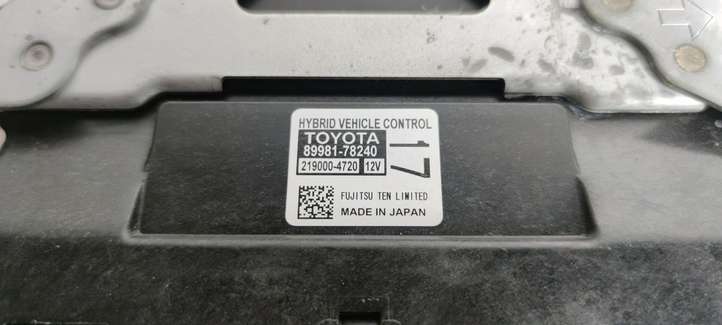 HYBRID VEHICLE CONTROL
TOYOTA
89981-78240
219000-4720 12V
17
FUJITSU TEN LIMITED
MADE IN JAPAN